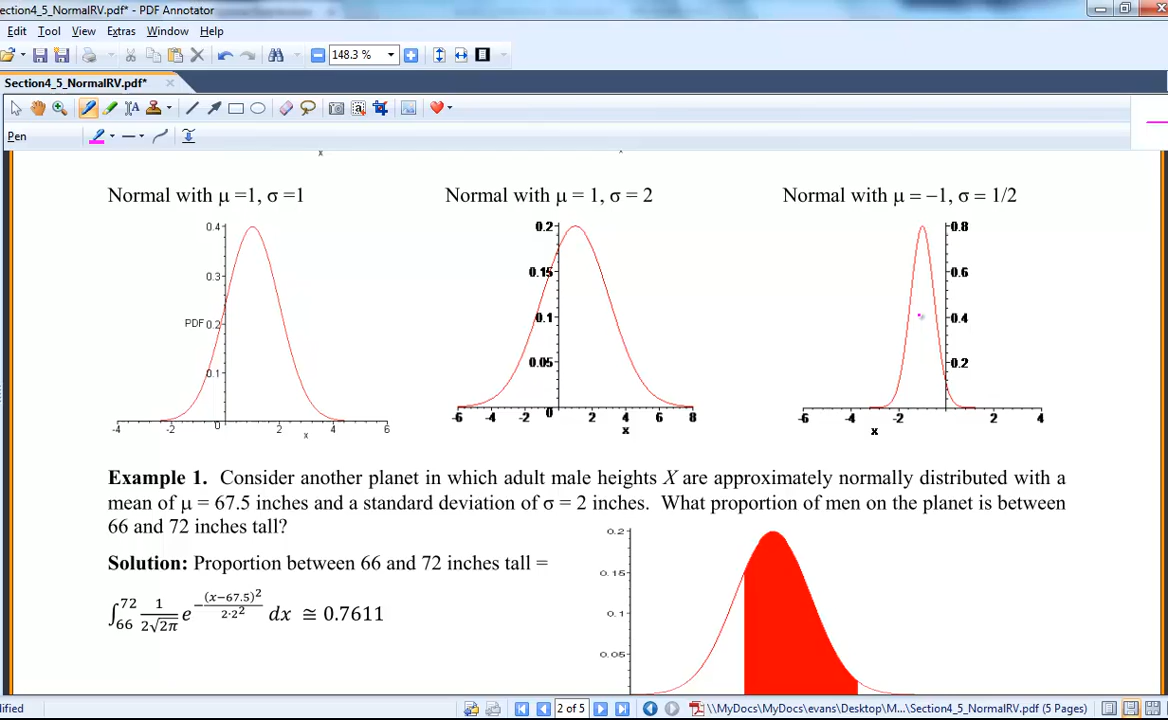 ection4_5_NormalRV.pdf* - PDF Annotator
Edit Tool View Extras Window Help
148.3 %
Section4_5_NormalRV.pdf*
Pen
x
Normal with μ =1, σ =1 Normal with μ = 1, σ = 2 Normal with μ = −1, σ = 1/2
0.4 0.2 0.8
0.3 0.15 0.6
PDF 0.2 0.1 0.4
0.1 0.05 0.2
-4 -2 0 2 4 6 -6 -4 -2 0 2 4 6 8 -6 -4 -2 2 4
x x x
Example 1. Consider another planet in which adult male heights X are approximately normally distributed with a
mean of μ = 67.5 inches and a standard deviation of σ = 2 inches. What proportion of men on the planet is between
66 and 72 inches tall?
Solution: Proportion between 66 and 72 inches tall =
∫₆₆⁷² 1/(2√2π) e^(−(x−67.5)²/(2·2²)) dx ≅ 0.7611
0.2
0.15
0.1
0.05
ified 2 of 5 \\MyDocs\MyDocs\evans\Desktop\M...\Section4_5_NormalRV.pdf (5 Pages)